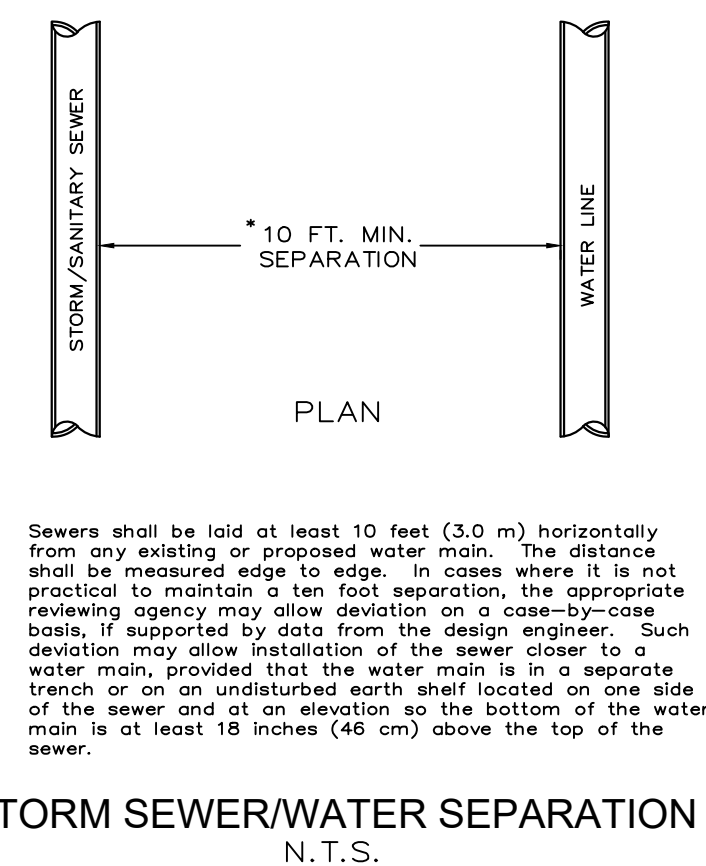 STORM/SANITARY SEWER
* 10 FT. MIN.
SEPARATION
WATER LINE
PLAN
Sewers shall be laid at least 10 feet (3.0 m) horizontally
from any existing or proposed water main. The distance
shall be measured edge to edge. In cases where it is not
practical to maintain a ten foot separation, the appropriate
reviewing agency may allow deviation on a case-by-case
basis, if supported by data from the design engineer. Such
deviation may allow installation of the sewer closer to a
water main, provided that the water main is in a separate
trench or on an undisturbed earth shelf located on one side
of the sewer and at an elevation so the bottom of the water
main is at least 18 inches (46 cm) above the top of the
sewer.
TORM SEWER/WATER SEPARATION
N.T.S.